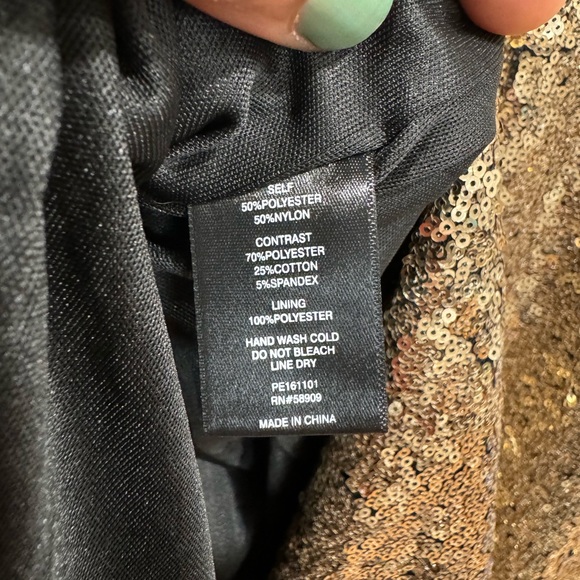 SELF
50%POLYESTER
50%NYLON
CONTRAST
70%POLYESTER
25%COTTON
5%SPANDEX
LINING
100%POLYESTER
HAND WASH COLD
DO NOT BLEACH
LINE DRY
PE161101
RN#58909
MADE IN CHINA